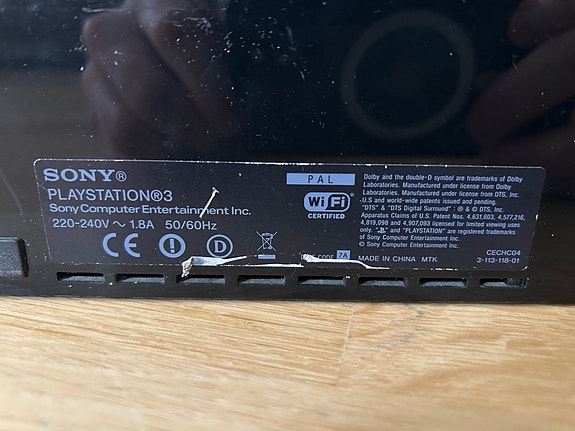 SONY®
PLAYSTATION®3
Sony Computer Entertainment Inc.
220-240V ~ 1.8A 50/60Hz
CE
D
PAL
Wi Fi
CERTIFIED
CODE 7A
Dolby and the double-D symbol are trademarks of Dolby
Laboratories. Manufactured under license from Dolby
Laboratories. Manufactured under license from DTS, Inc.
U.S and world-wide patents issued and pending.
"DTS" & "DTS Digital Surround" : ® & © DTS, Inc.
Apparatus Claims of U.S. Patent Nos. 4,631,603, 4,577,216,
4,819,098 and 4,907,093 licensed for limited viewing uses
only. " " and "PLAYSTATION" are registered trademarks
of Sony Computer Entertainment Inc.
© Sony Computer Entertainment Inc.
CECHC04
MADE IN CHINA MTK
3-113-118-01